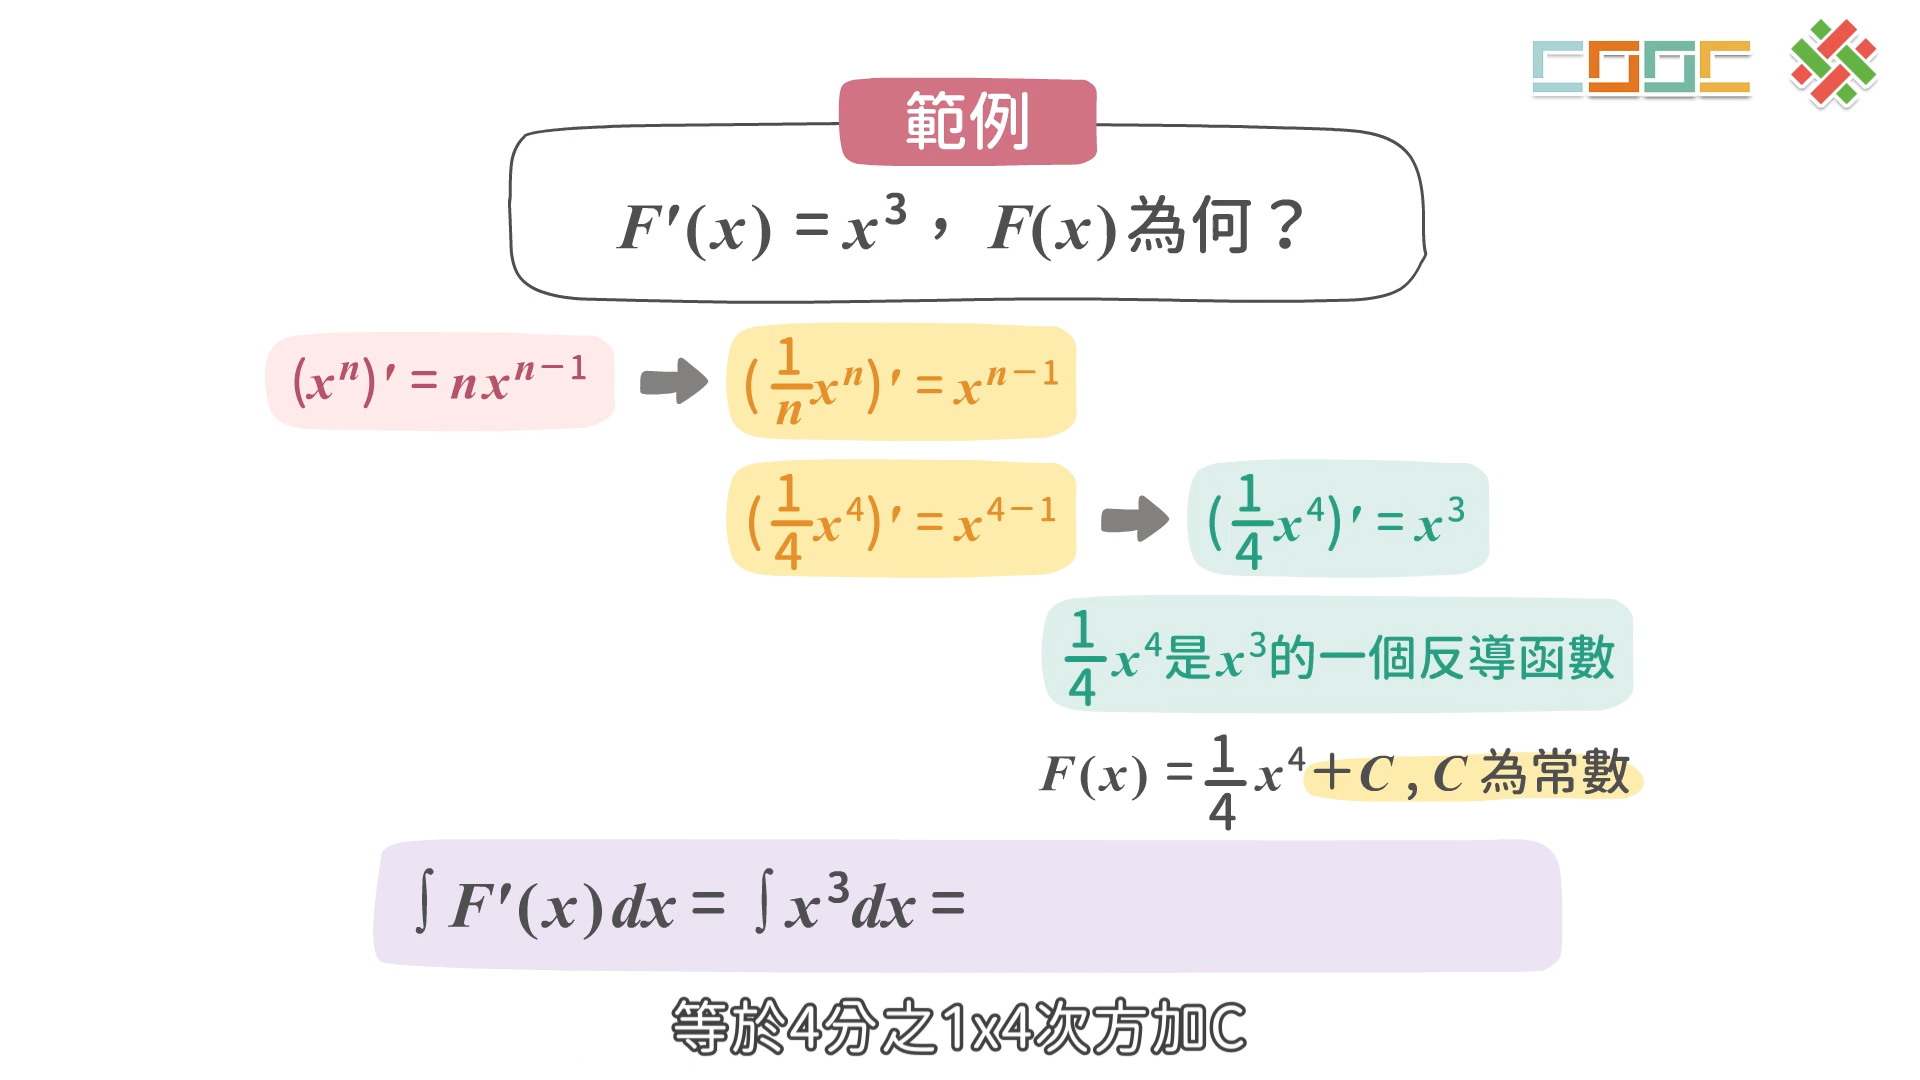 範例
F′(x) = x³， F(x)為何？
(xⁿ)′ = nxⁿ⁻¹ (1/n xⁿ)′ = xⁿ⁻¹
(1/4 x⁴)′ = x⁴⁻¹ (1/4 x⁴)′ = x³
1/4 x⁴是x³的一個反導函數
F(x) = 1/4 x⁴+C , C 為常數
∫ F′(x)dx = ∫ x³dx =
等於4分之1x4次方加C